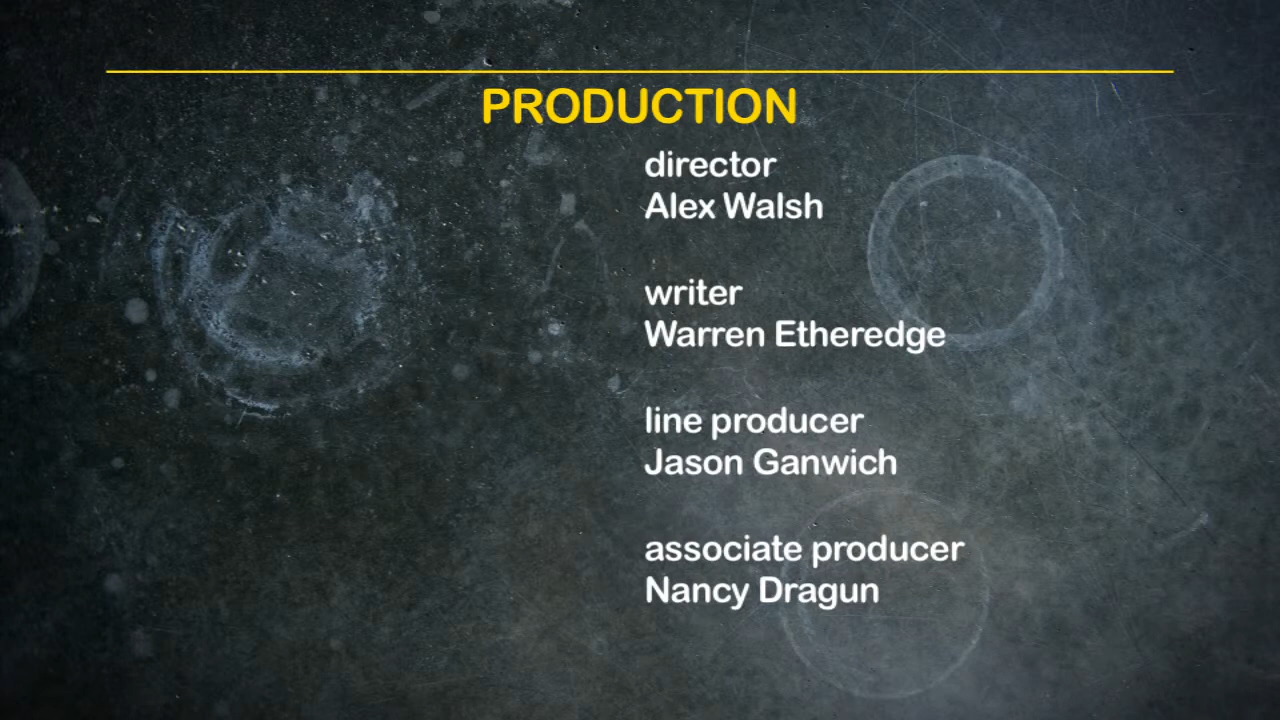 PRODUCTION
director
Alex Walsh
writer
Warren Etheredge
line producer
Jason Ganwich
associate producer
Nancy Dragun